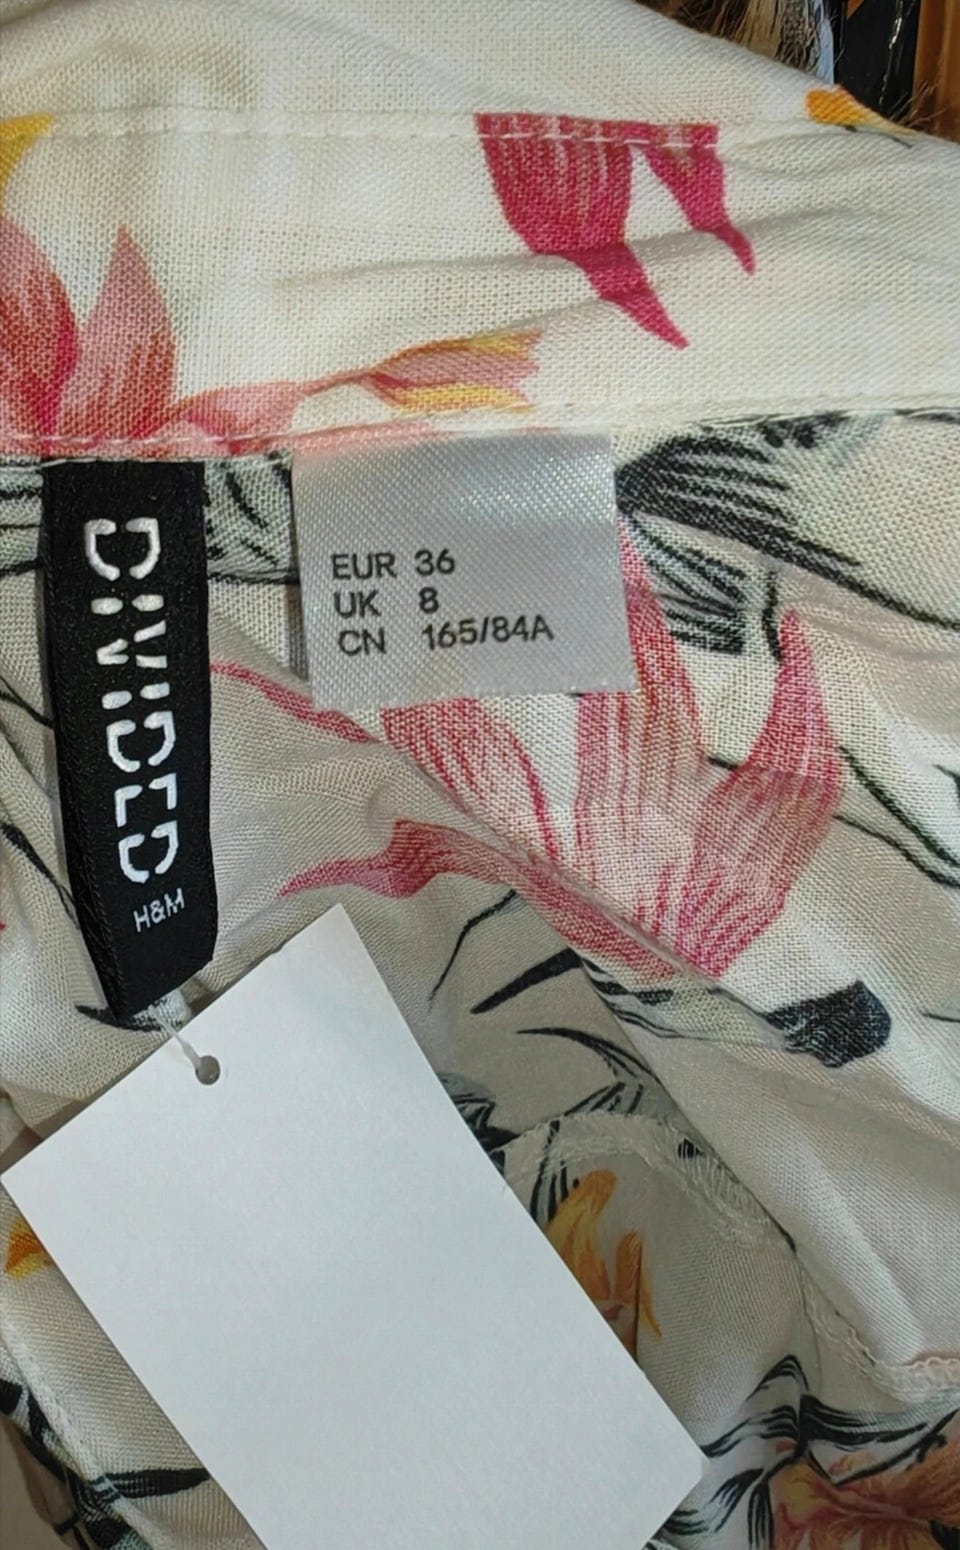 DIVIDED
H&M
EUR 36
UK 8
CN 165/84A